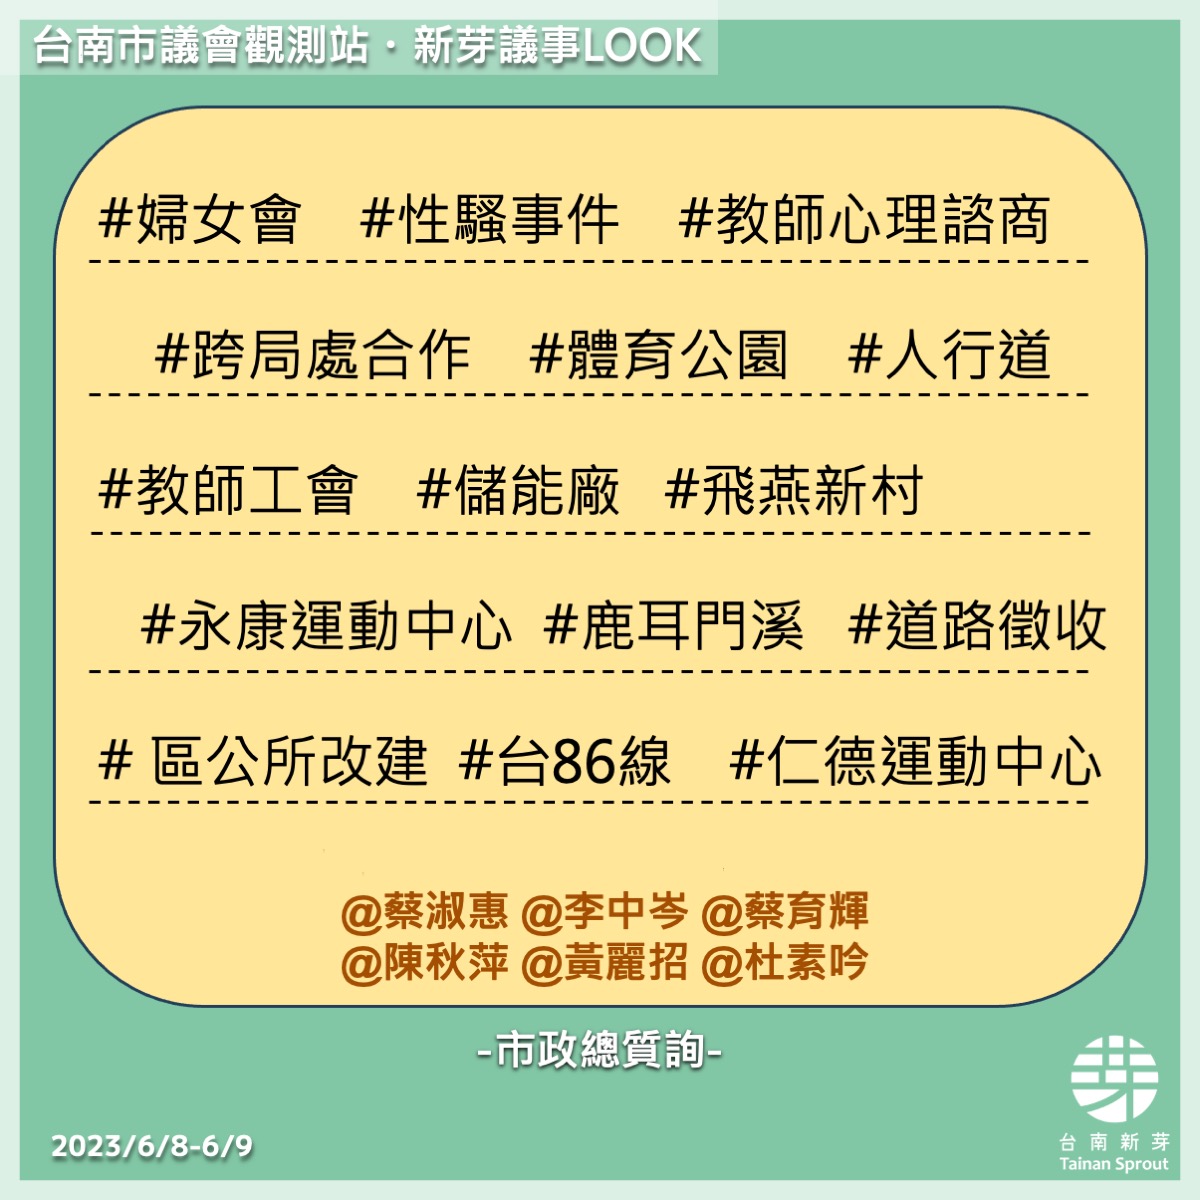 台南市議會觀測站‧新芽議事LOOK
#婦女會 #性騷事件 #教師心理諮商
#跨局處合作 #體育公園 #人行道
#教師工會 #儲能廠 #飛燕新村
#永康運動中心 #鹿耳門溪 #道路徵收
# 區公所改建 #台86線 #仁德運動中心
@蔡淑惠 @李中岑 @蔡育輝
@陳秋萍 @黃麗招 @杜素吟
-市政總質詢-
2023/6/8-6/9
台南新芽
Tainan Sprout